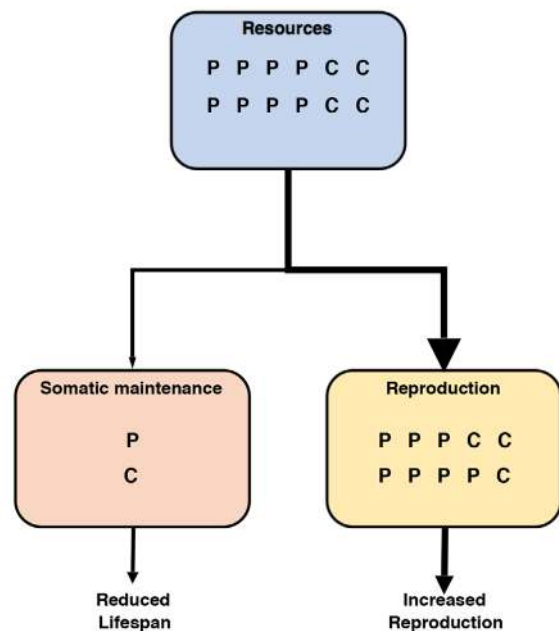 Resources
P P P P C C
P P P P C C
Somatic maintenance
P
C
Reproduction
P P P C C
P P P P C
Reduced
Lifespan
Increased
Reproduction